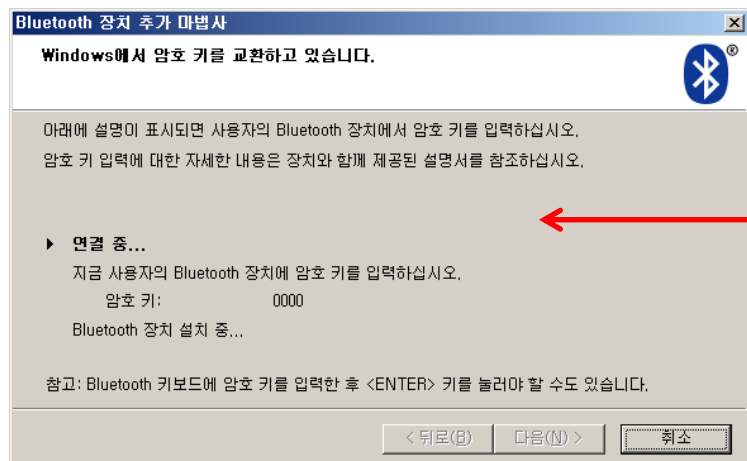 Bluetooth 장치 추가 마법사
Windows에서 암호 키를 교환하고 있습니다.
®
아래에 설명이 표시되면 사용자의 Bluetooth 장치에서 암호 키를 입력하십시오.
암호 키 입력에 대한 자세한 내용은 장치와 함께 제공된 설명서를 참조하십시오.
연결 중...
지금 사용자의 Bluetooth 장치에 암호 키를 입력하십시오.
암호 키: 0000
Bluetooth 장치 설치 중...
참고: Bluetooth 키보드에 암호 키를 입력한 후 <ENTER> 키를 눌러야 할 수도 있습니다.
< 뒤로(B) 다음(N) > 취소